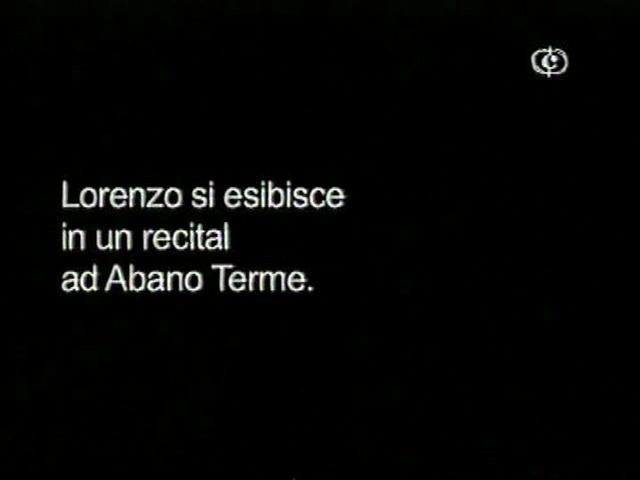 Lorenzo si esibisce
in un recital
ad Abano Terme.